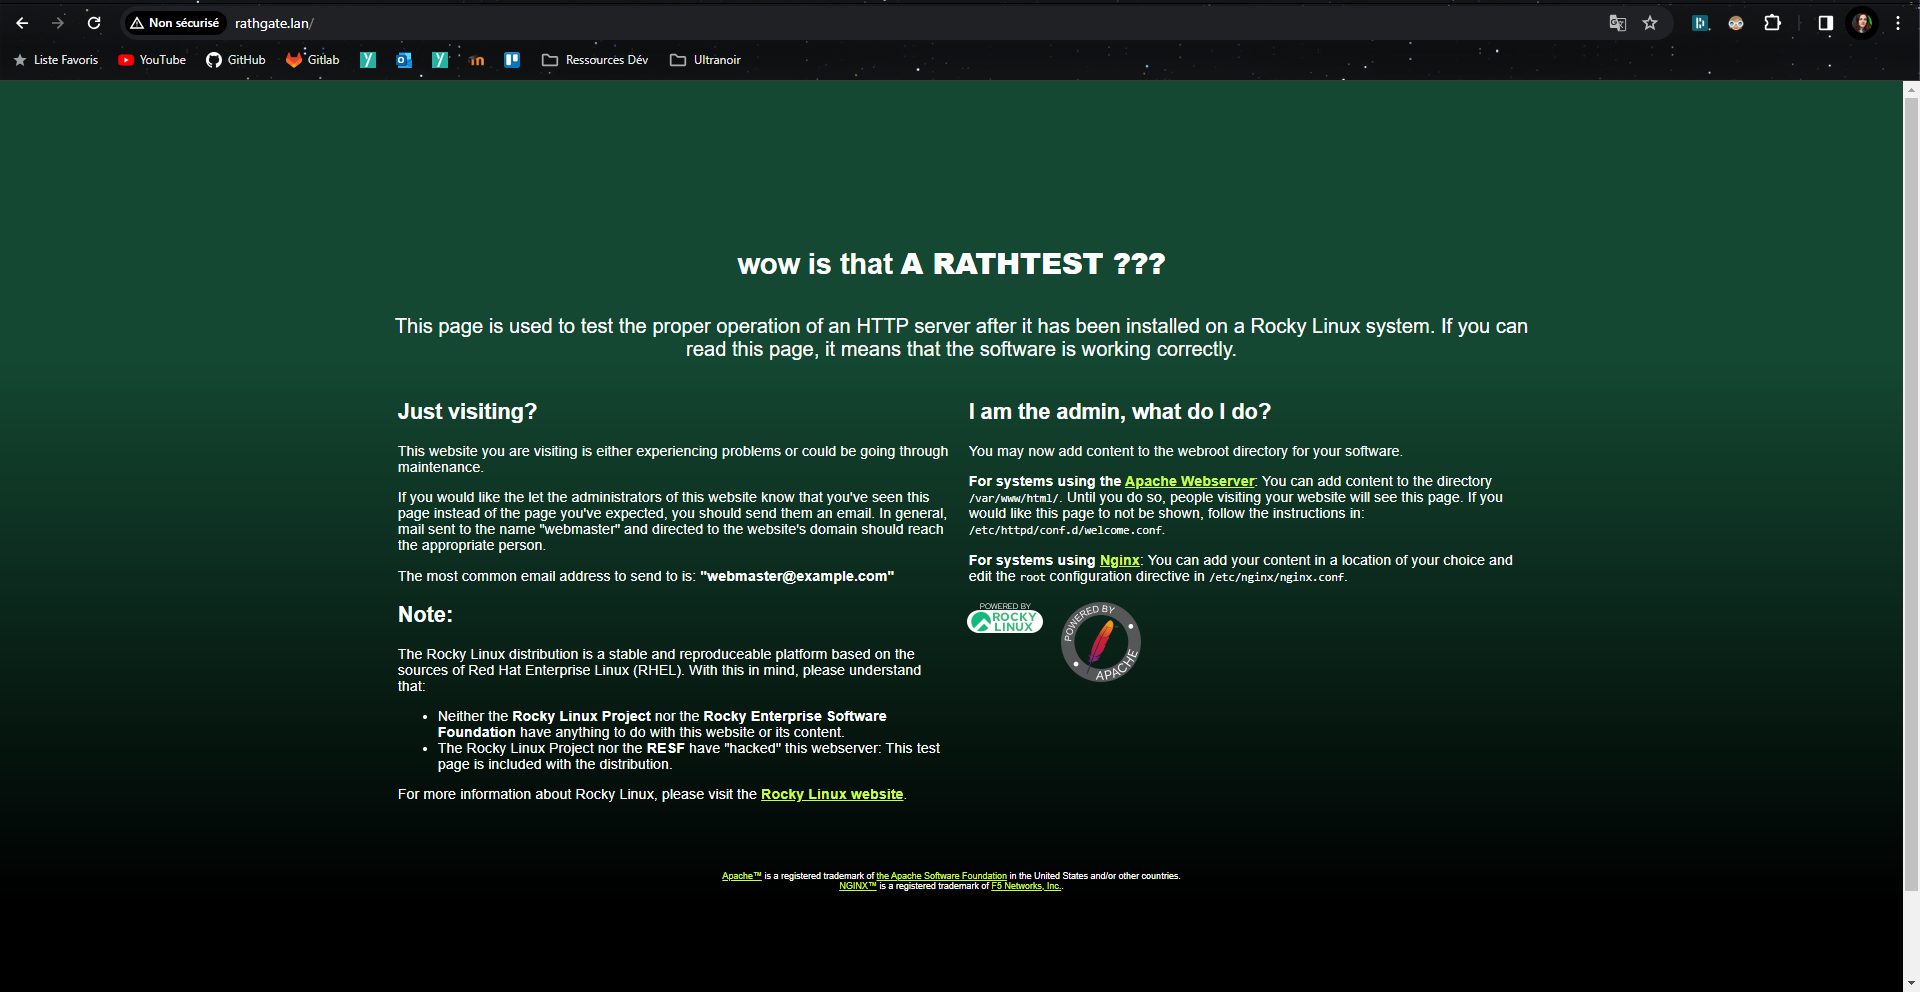 Non sécurisé rathgate.lan/
Liste Favoris YouTube GitHub Gitlab Ressources Dév Ultranoir
wow is that A RATHTEST ???
This page is used to test the proper operation of an HTTP server after it has been installed on a Rocky Linux system. If you can
read this page, it means that the software is working correctly.
Just visiting?
This website you are visiting is either experiencing problems or could be going through
maintenance.
If you would like the let the administrators of this website know that you've seen this
page instead of the page you've expected, you should send them an email. In general,
mail sent to the name "webmaster" and directed to the website's domain should reach
the appropriate person.
The most common email address to send to is: "webmaster@example.com"
Note:
The Rocky Linux distribution is a stable and reproduceable platform based on the
sources of Red Hat Enterprise Linux (RHEL). With this in mind, please understand
that:
• Neither the Rocky Linux Project nor the Rocky Enterprise Software
Foundation have anything to do with this website or its content.
• The Rocky Linux Project nor the RESF have "hacked" this webserver: This test
page is included with the distribution.
For more information about Rocky Linux, please visit the Rocky Linux website.
I am the admin, what do I do?
You may now add content to the webroot directory for your software.
For systems using the Apache Webserver: You can add content to the directory
/var/www/html/. Until you do so, people visiting your website will see this page. If you
would like this page to not be shown, follow the instructions in:
/etc/httpd/conf.d/welcome.conf.
For systems using Nginx: You can add your content in a location of your choice and
edit the root configuration directive in /etc/nginx/nginx.conf.
POWERED BY
ROCKY
LINUX
POWERED BY
APACHE
Apache™ is a registered trademark of the Apache Software Foundation in the United States and/or other countries.
NGINX™ is a registered trademark of F5 Networks, Inc..